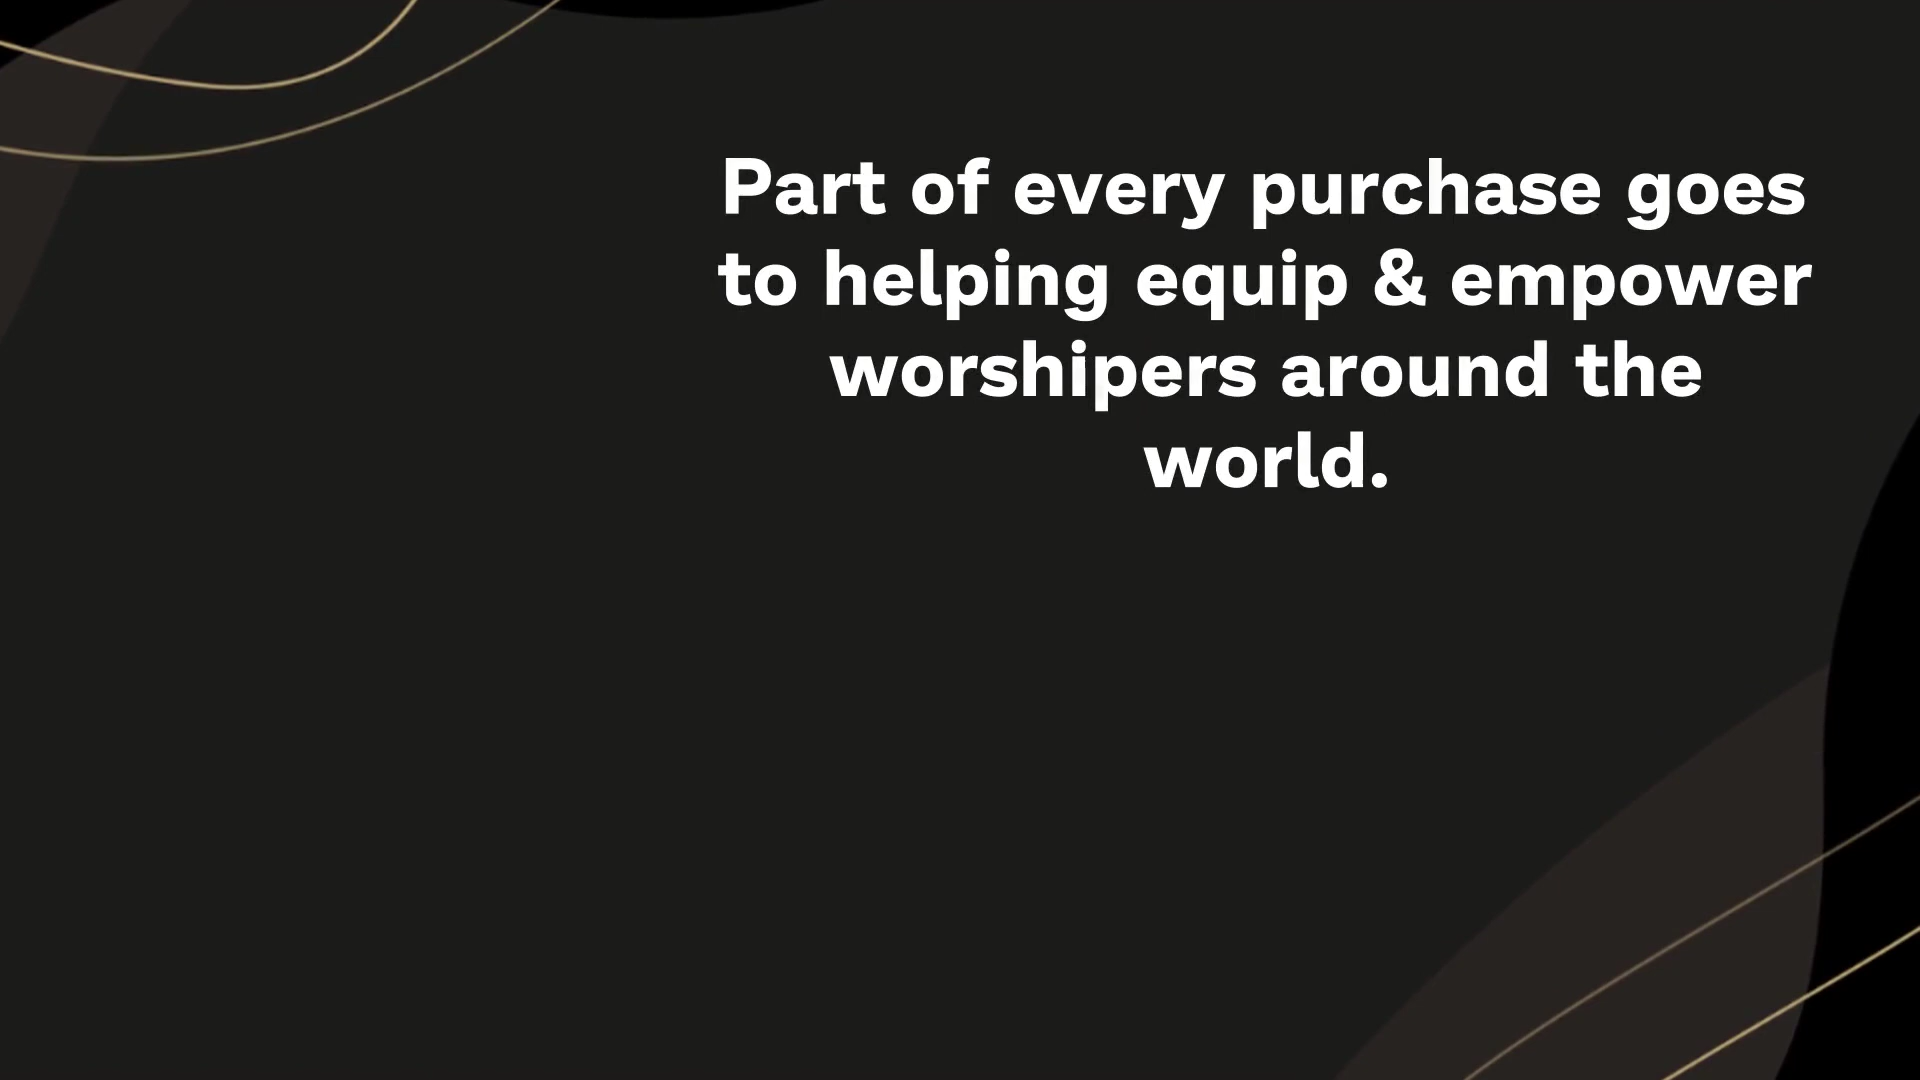 Part of every purchase goes
to helping equip & empower
worshipers around the
world.